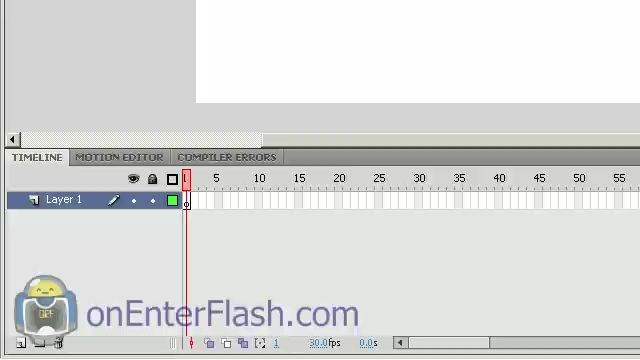 TIMELINE MOTION EDITOR COMPILER ERRORS
1 5 10 15 20 25 30 35 40 45 50 55
Layer 1
OFF
onEnterFlash.com
1 30.0fps 0.0s